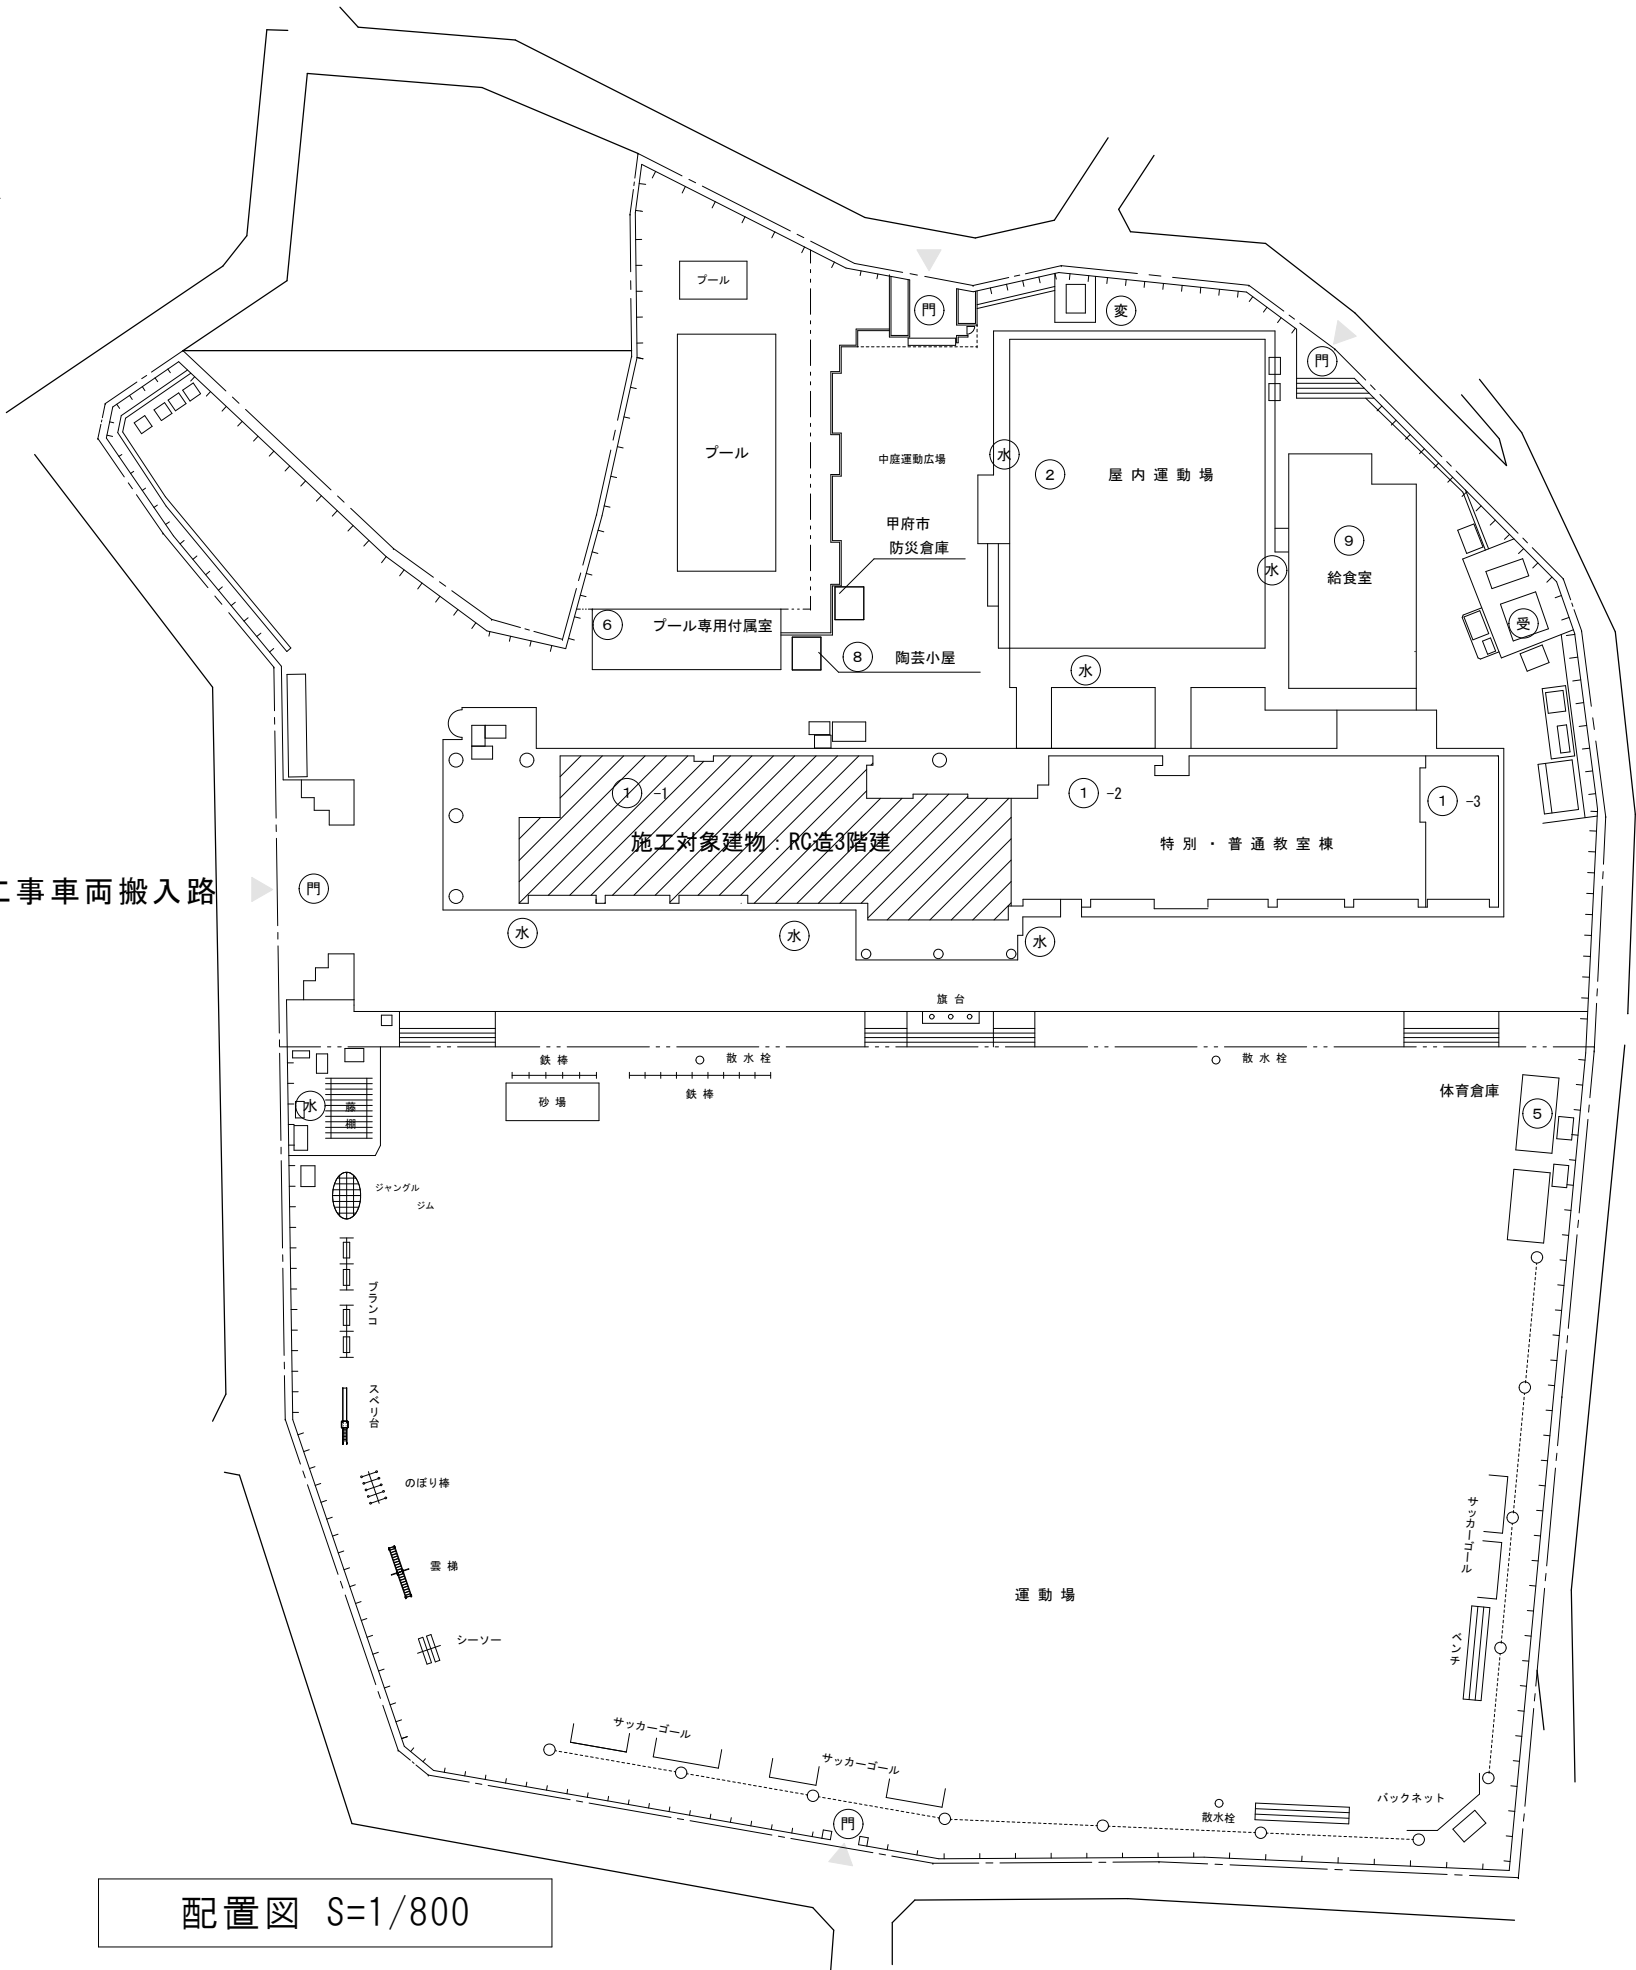 プール
門
変
門
プール
中庭運動広場
水
②
屋内運動場
甲府市
防災倉庫
⑨
給食室
水
⑥
プール専用付属室
受
⑧
陶芸小屋
水
①-1
①-2
①-3
施工対象建物：RC造3階建
特別・普通教室棟
工事車両搬入路
門
水
水
水
旗台
鉄棒
散水栓
散水栓
鉄棒
砂場
体育倉庫
⑤
水
藤棚
ジャングル
ジム
ブランコ
スベリ台
のぼり棒
サッカーゴール
雲梯
運動場
シーソー
ベンチ
サッカーゴール
サッカーゴール
バックネット
散水栓
門
配置図 S=1/800